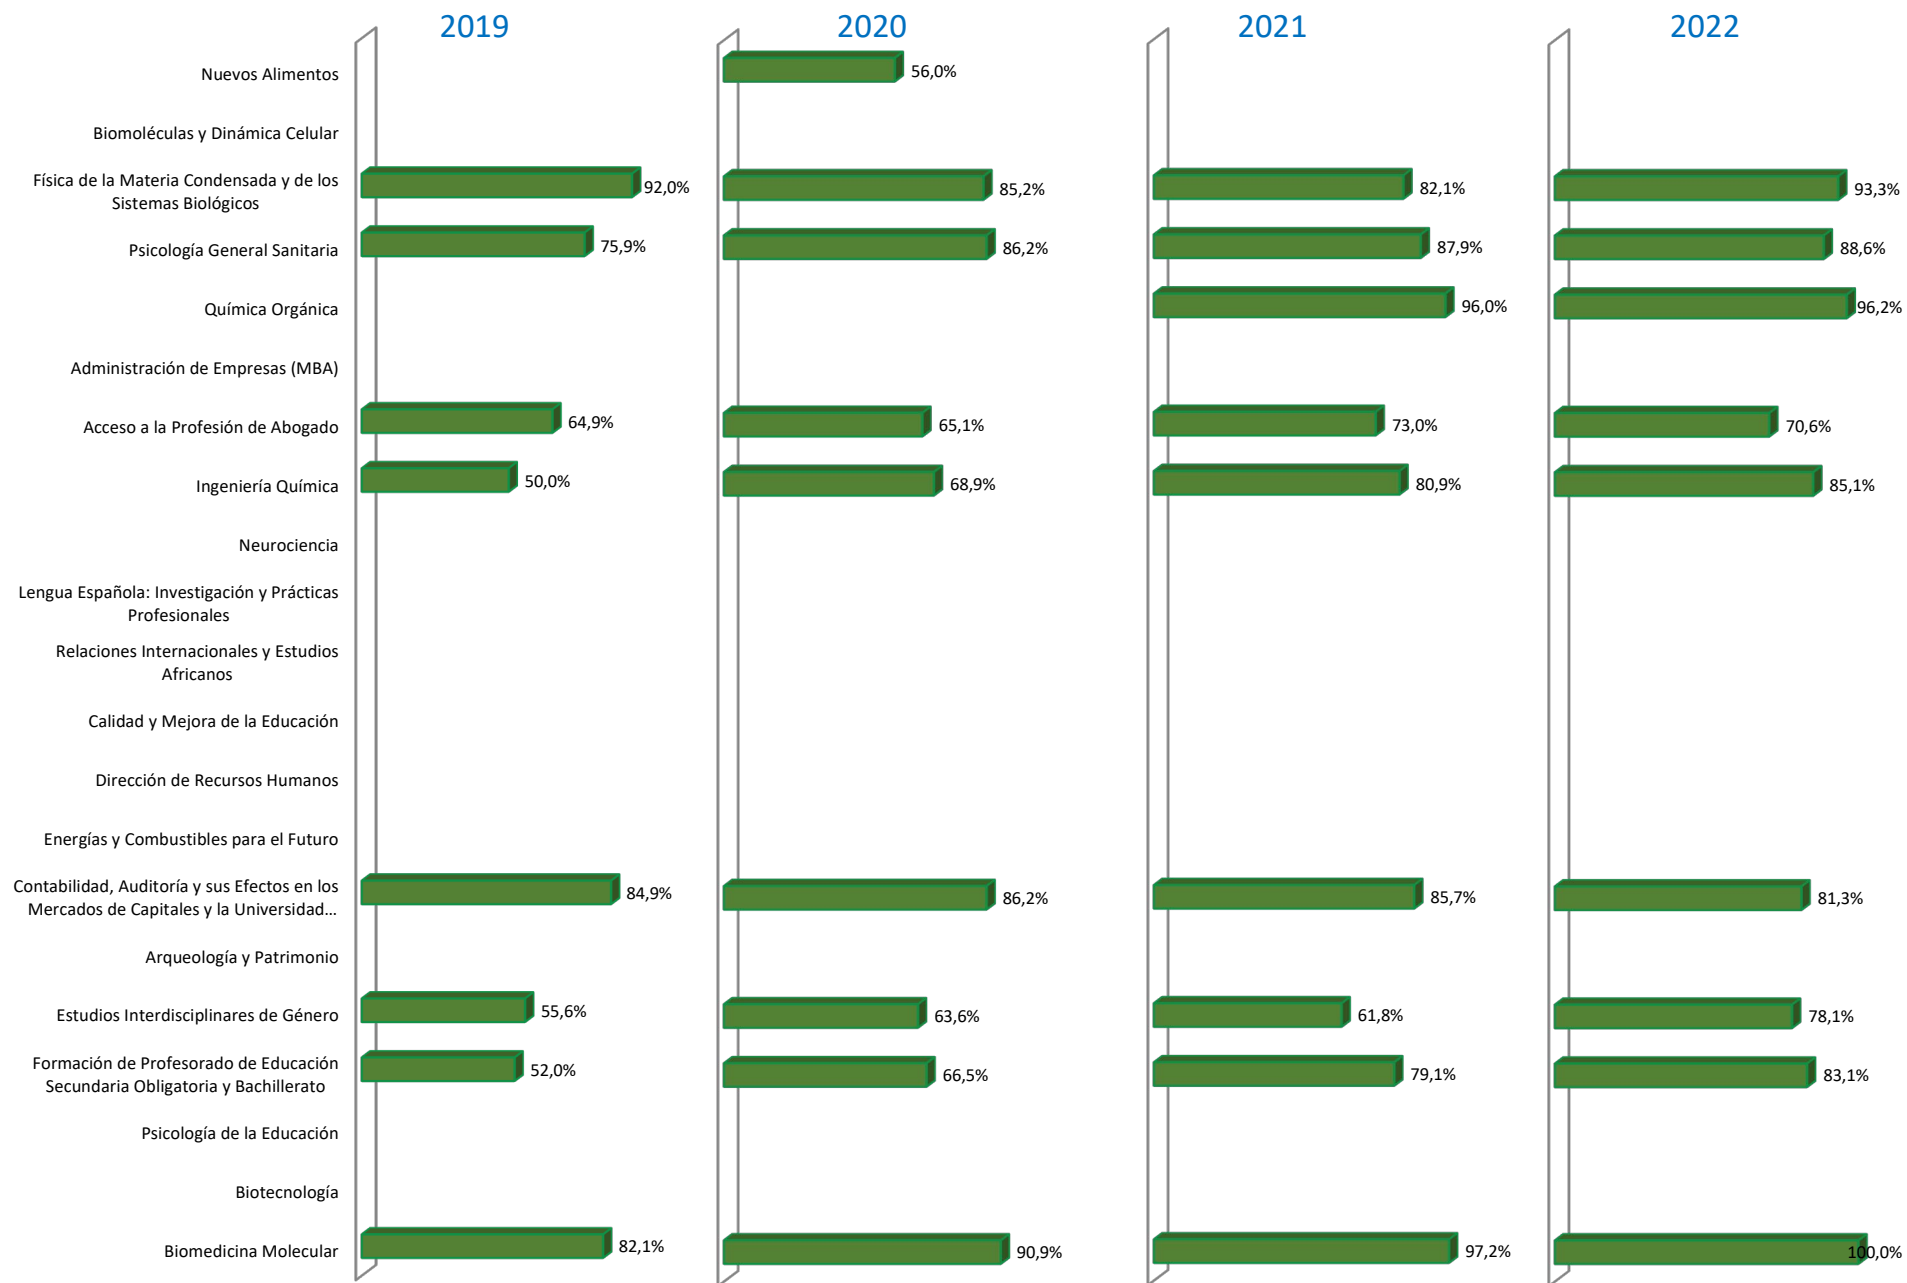 2019 2020 2021 2022
Nuevos Alimentos 56,0%
Biomoléculas y Dinámica Celular
Física de la Materia Condensada y de los
Sistemas Biológicos
92,0% 85,2% 82,1% 93,3%
Psicología General Sanitaria 75,9% 86,2% 87,9% 88,6%
Química Orgánica 96,0% 96,2%
Administración de Empresas (MBA)
Acceso a la Profesión de Abogado 64,9% 65,1% 73,0% 70,6%
Ingeniería Química 50,0% 68,9% 80,9% 85,1%
Neurociencia
Lengua Española: Investigación y Prácticas
Profesionales
Relaciones Internacionales y Estudios
Africanos
Calidad y Mejora de la Educación
Dirección de Recursos Humanos
Energías y Combustibles para el Futuro
Contabilidad, Auditoría y sus Efectos en los
Mercados de Capitales y la Universidad…
84,9% 86,2% 85,7% 81,3%
Arqueología y Patrimonio
Estudios Interdisciplinares de Género 55,6% 63,6% 61,8% 78,1%
Formación de Profesorado de Educación
Secundaria Obligatoria y Bachillerato
52,0% 66,5% 79,1% 83,1%
Psicología de la Educación
Biotecnología
Biomedicina Molecular 82,1% 90,9% 97,2% 100,0%